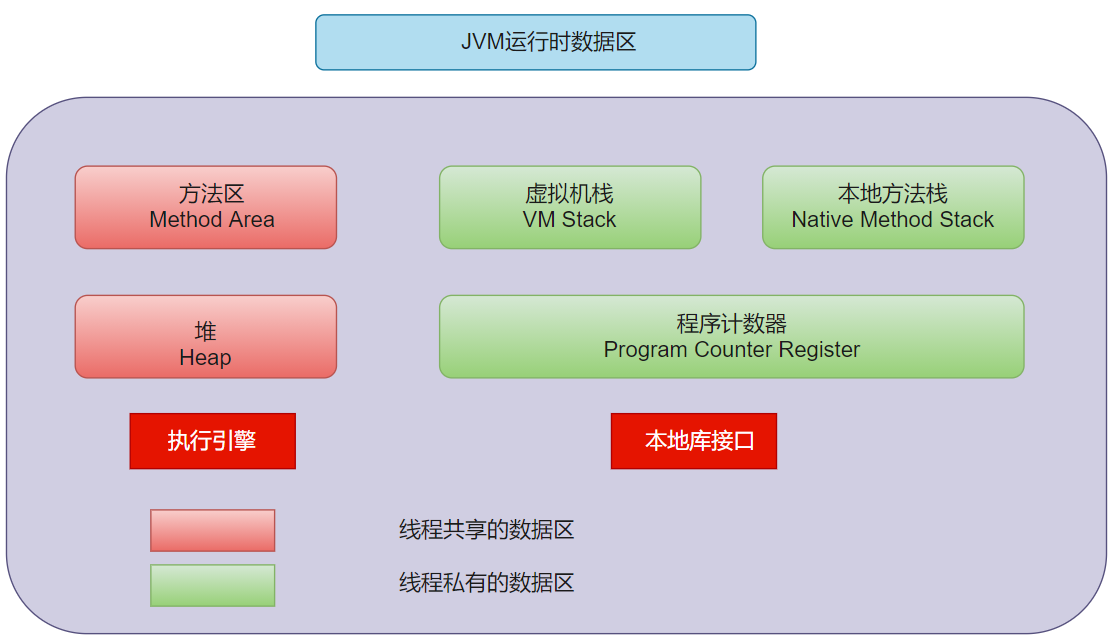 JVM运行时数据区
方法区
Method Area
虚拟机栈
VM Stack
本地方法栈
Native Method Stack
堆
Heap
程序计数器
Program Counter Register
执行引擎
本地库接口
线程共享的数据区
线程私有的数据区